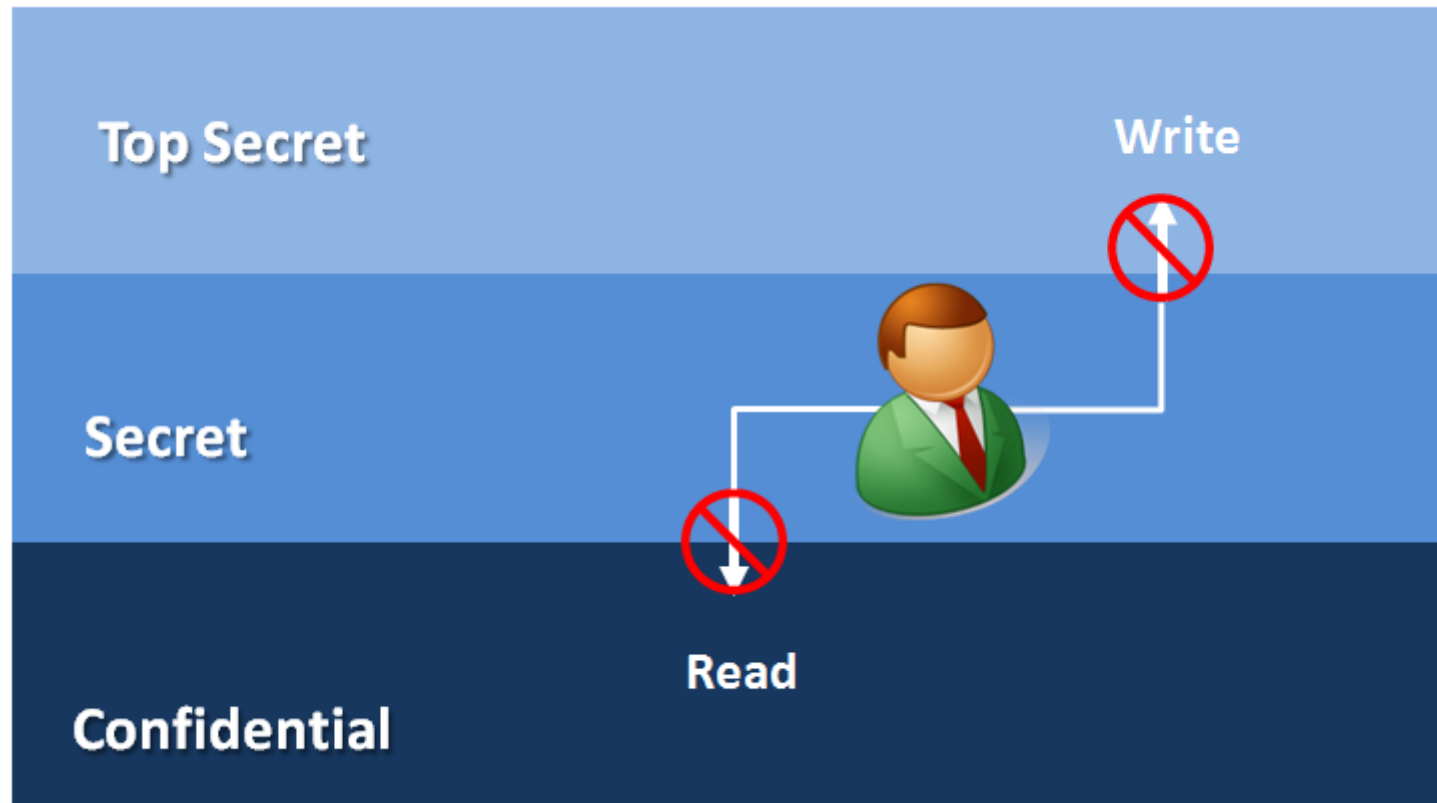 Top Secret
Write
Secret
Read
Confidential